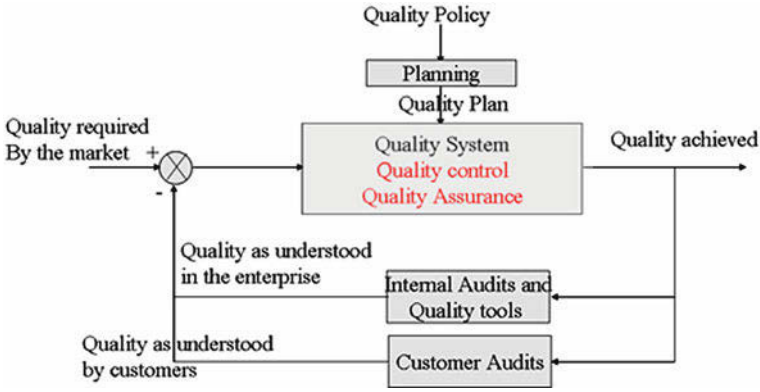 Quality Policy
Planning
Quality Plan
Quality required
By the market
+
-
Quality System
Quality control
Quality Assurance
Quality achieved
Quality as understood
in the enterprise
Internal Audits and
Quality tools
Quality as understood
by customers
Customer Audits